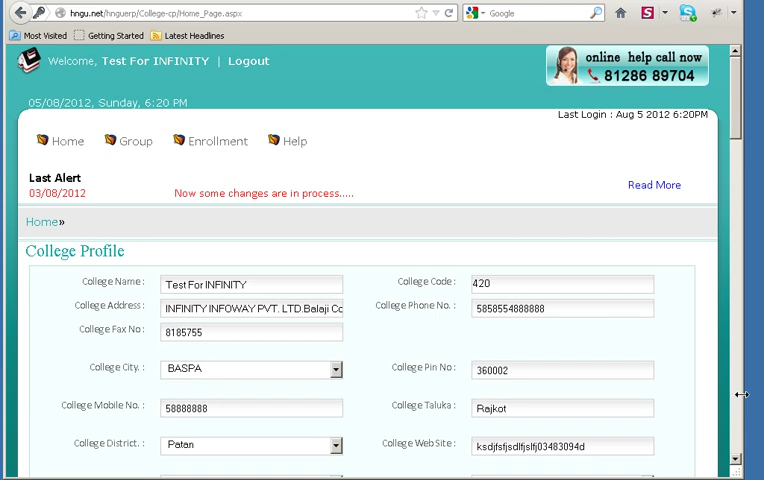 hngu.net/hnguerp/College-cp/Home_Page.aspx
Google
Most Visited Getting Started Latest Headlines
Welcome, Test For INFINITY | Logout
online help call now
81286 89704
05/08/2012, Sunday, 6:20 PM
Last Login : Aug 5 2012 6:20PM
Home Group Enrollment Help
Last Alert
03/08/2012 Now some changes are in process..... Read More
Home»
College Profile
College Name : Test For INFINITY College Code : 420
College Address : INFINITY INFOWAY PVT. LTD.Balaji Co College Phone No. : 5858554888888
College Fax No : 8185755
College City. : BASPA College Pin No : 360002
College Mobile No. : 58888888 College Taluka : Rajkot
College District. : Patan College Web Site : ksdjfsfjsdlfjslfj03483094d